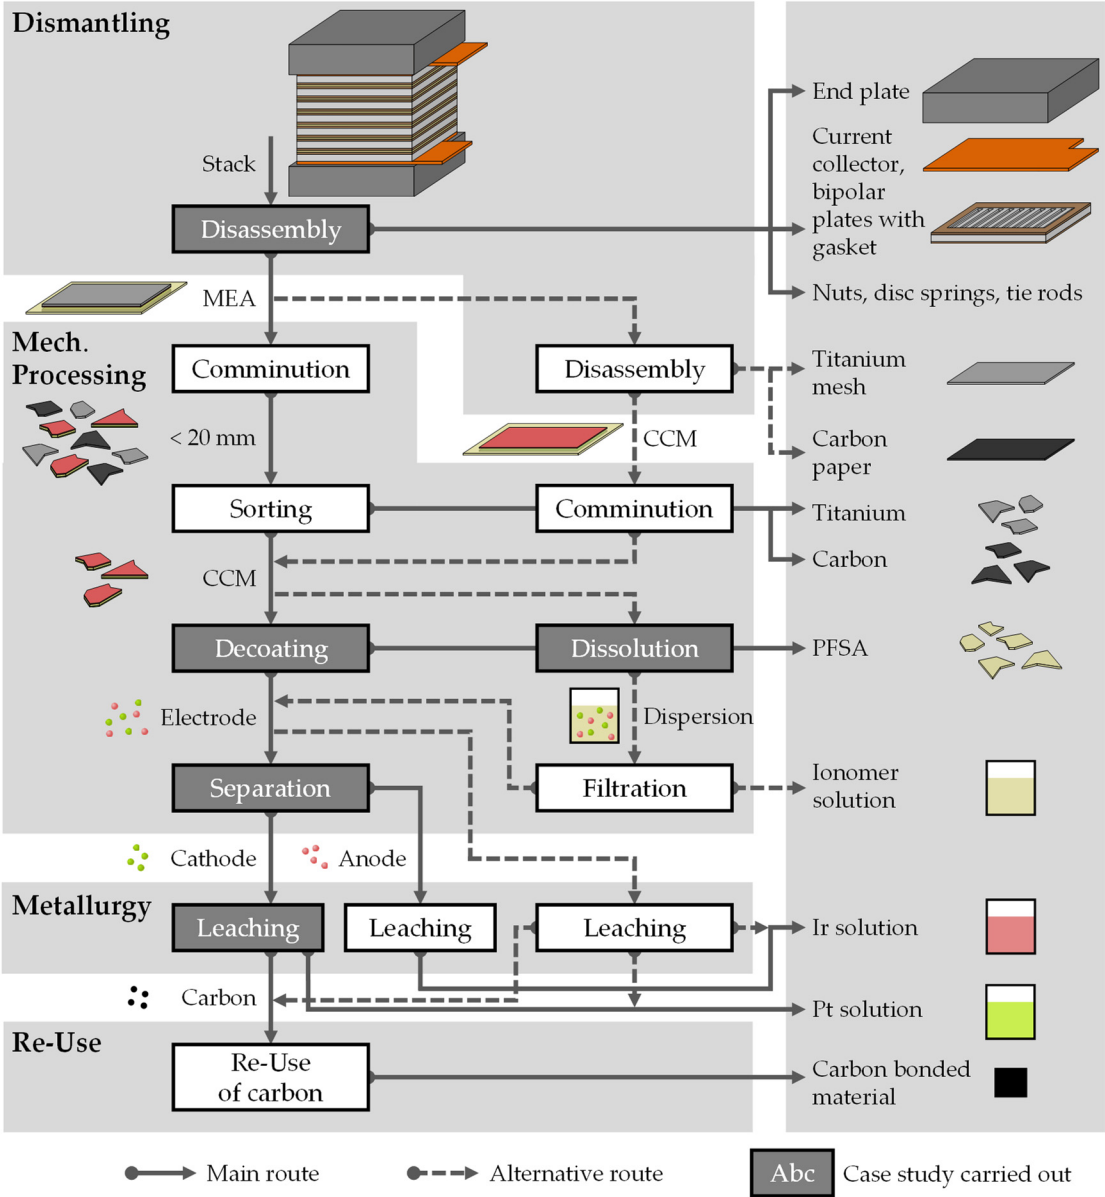 Dismantling
Stack
Disassembly
End plate
Current
collector,
bipolar
plates with
gasket
Nuts, disc springs, tie rods
MEA
Mech.
Processing
Comminution
Disassembly
Titanium
mesh
< 20 mm
CCM
Carbon
paper
Sorting
Comminution
Titanium
Carbon
CCM
Decoating
Dissolution
PFSA
Electrode
Dispersion
Separation
Filtration
Ionomer
solution
Cathode
Anode
Metallurgy
Leaching
Leaching
Leaching
Ir solution
Carbon
Pt solution
Re-Use
Re-Use
of carbon
Carbon bonded
material
Main route
Alternative route
Abc
Case study carried out